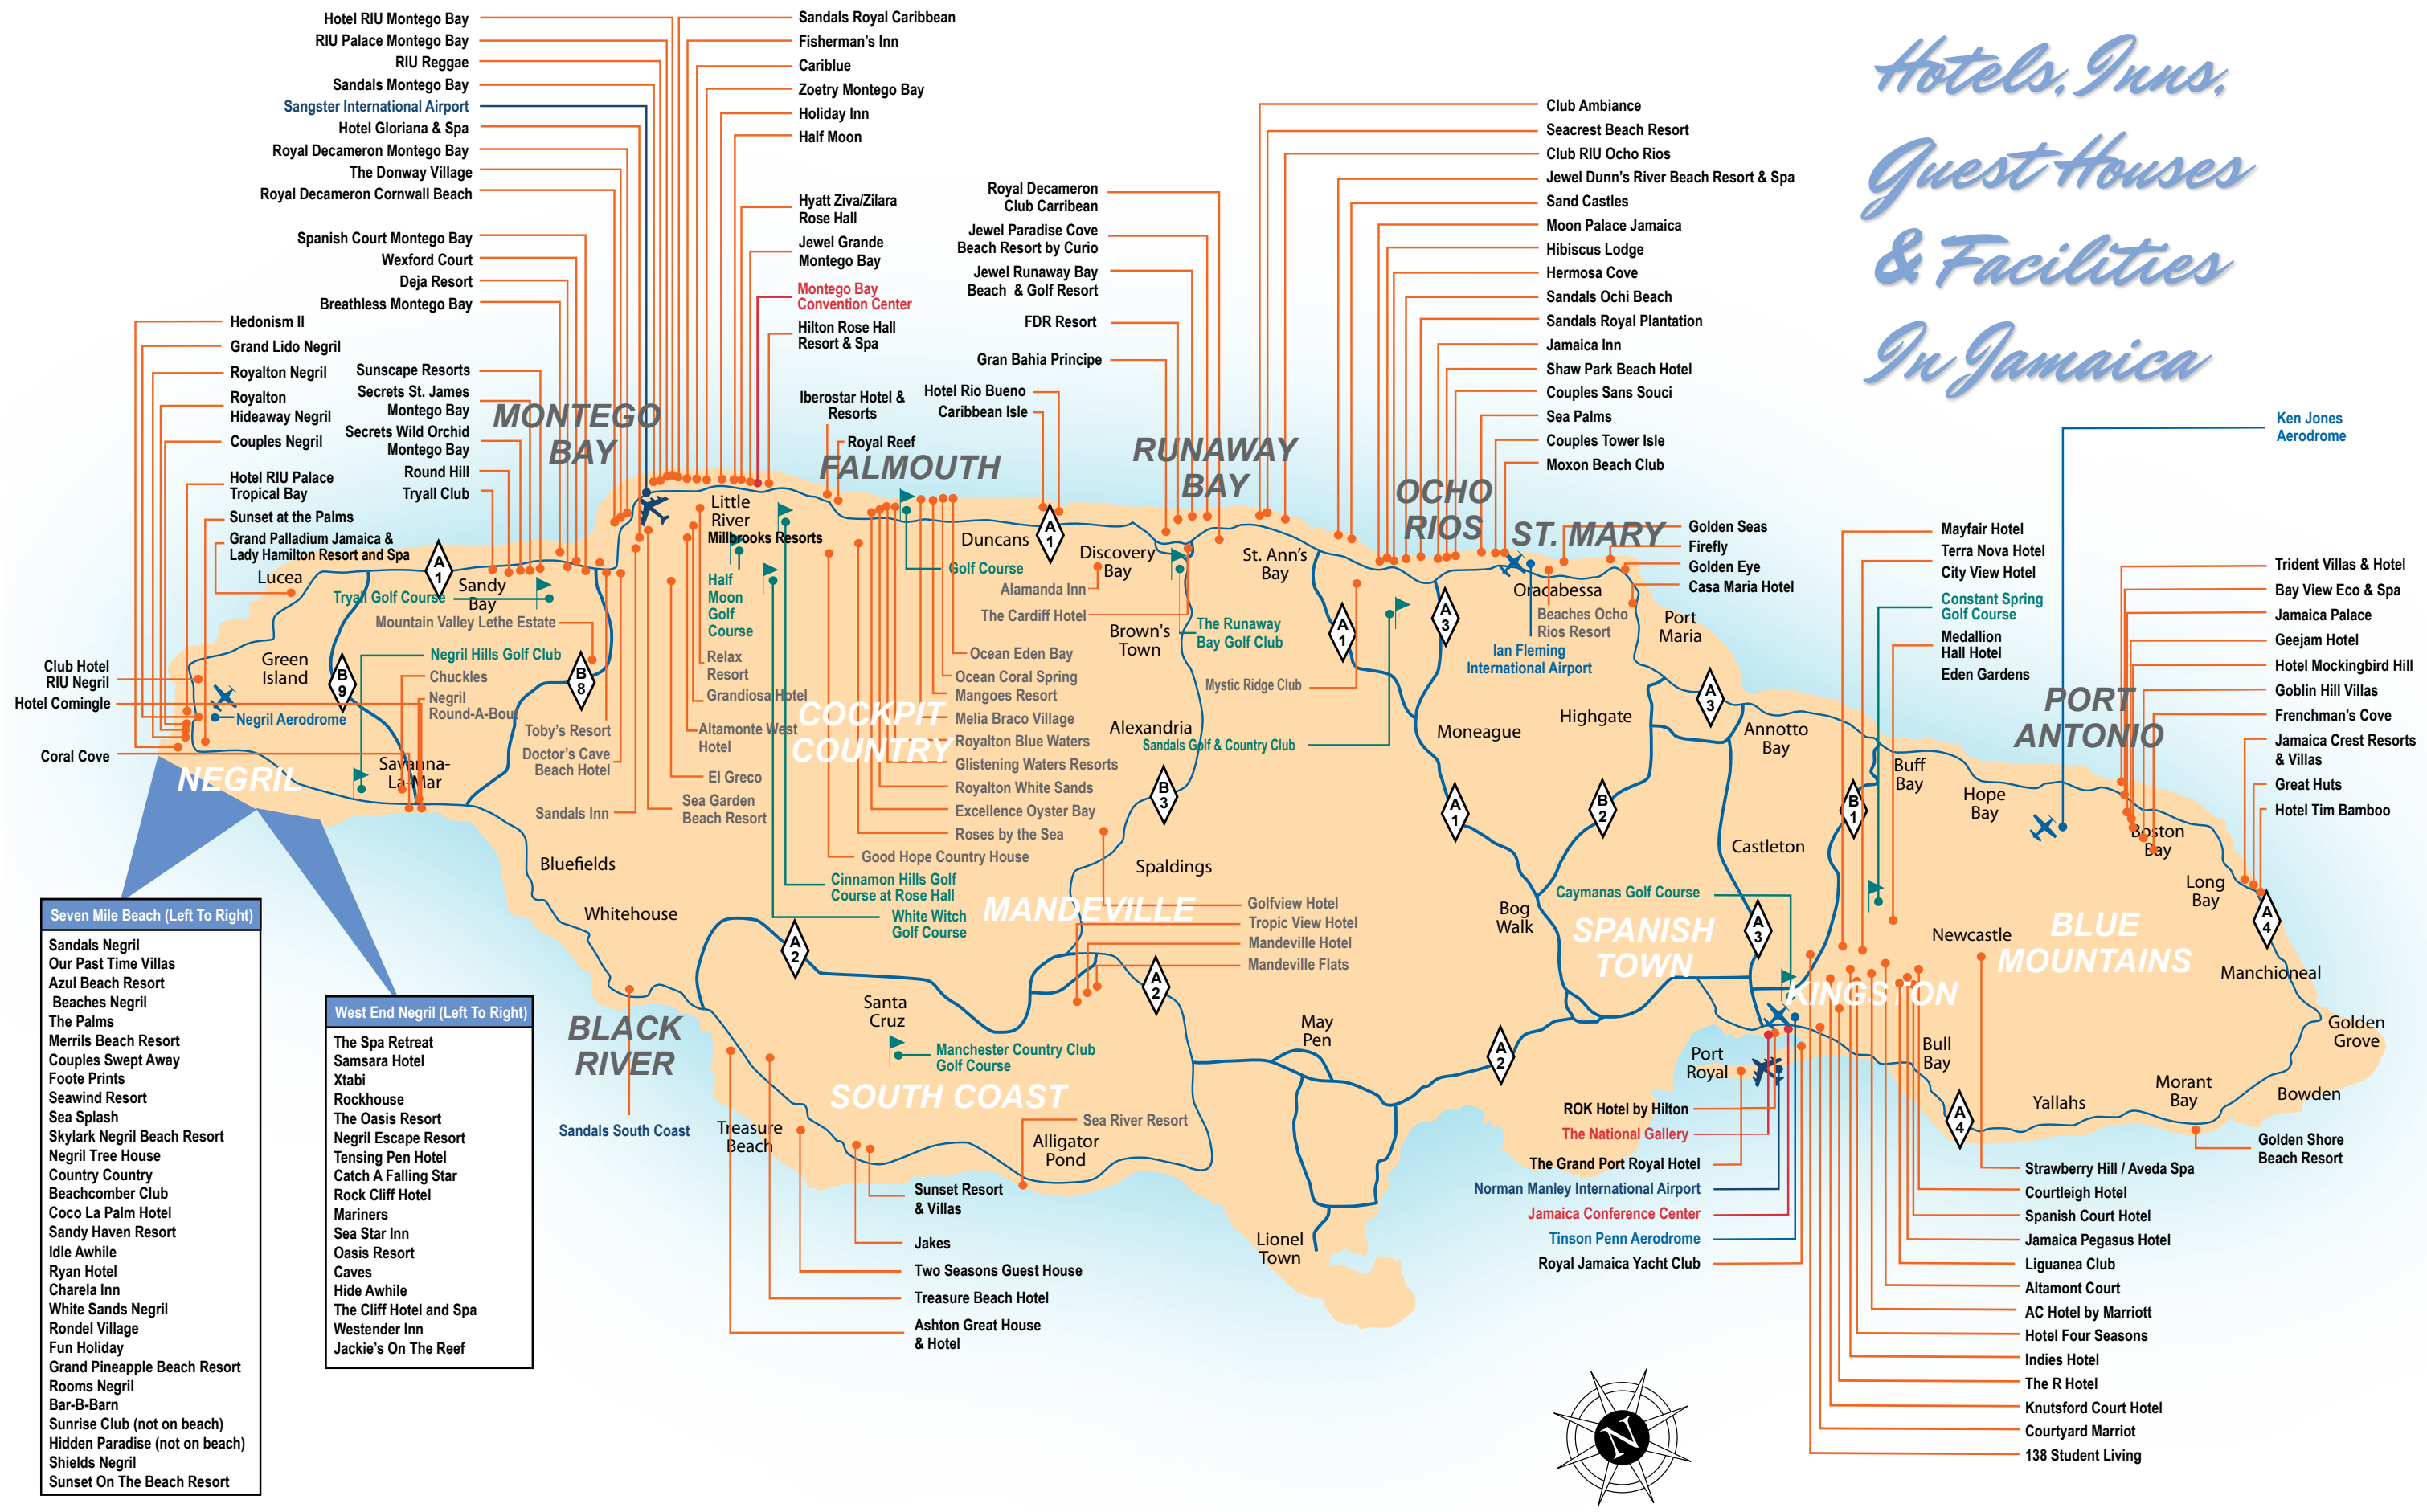 Hotels, Inns,
Guest Houses
& Facilities
In Jamaica
Hotel RIU Montego Bay
RIU Palace Montego Bay
RIU Reggae
Sandals Montego Bay
Sangster International Airport
Hotel Gloriana & Spa
Royal Decameron Montego Bay
The Donway Village
Royal Decameron Cornwall Beach
Spanish Court Montego Bay
Wexford Court
Deja Resort
Breathless Montego Bay
Sunscape Resorts
Secrets St. James
Montego Bay
Secrets Wild Orchid
Montego Bay
Round Hill
Tryall Club
Hedonism II
Grand Lido Negril
Royalton Negril
Royalton
Hideaway Negril
Couples Negril
Hotel RIU Palace
Tropical Bay
Sunset at the Palms
Grand Palladium Jamaica &
Lady Hamilton Resort and Spa
Sandals Royal Caribbean
Fisherman's Inn
Cariblue
Zoetry Montego Bay
Holiday Inn
Half Moon
Hyatt Ziva/Zilara
Rose Hall
Jewel Grande
Montego Bay
Montego Bay
Convention Center
Hilton Rose Hall
Resort & Spa
Iberostar Hotel &
Resorts
Royal Reef
Royal Decameron
Club Carribean
Jewel Paradise Cove
Beach Resort by Curio
Jewel Runaway Bay
Beach & Golf Resort
FDR Resort
Gran Bahia Principe
Hotel Rio Bueno
Caribbean Isle
Club Ambiance
Seacrest Beach Resort
Club RIU Ocho Rios
Jewel Dunn's River Beach Resort & Spa
Sand Castles
Moon Palace Jamaica
Hibiscus Lodge
Hermosa Cove
Sandals Ochi Beach
Sandals Royal Plantation
Jamaica Inn
Shaw Park Beach Hotel
Couples Sans Souci
Sea Palms
Couples Tower Isle
Moxon Beach Club
Golden Seas
Firefly
Golden Eye
Casa Maria Hotel
Mayfair Hotel
Terra Nova Hotel
City View Hotel
Constant Spring
Golf Course
Medallion
Hall Hotel
Eden Gardens
Ken Jones
Aerodrome
Trident Villas & Hotel
Bay View Eco & Spa
Jamaica Palace
Geejam Hotel
Hotel Mockingbird Hill
Goblin Hill Villas
Frenchman's Cove
Jamaica Crest Resorts
& Villas
Great Huts
Hotel Tim Bamboo
MONTEGO
BAY
FALMOUTH
RUNAWAY
BAY
OCHO
RIOS
ST. MARY
PORT
ANTONIO
NEGRIL
COCKPIT
COUNTRY
MANDEVILLE
SPANISH
TOWN
KINGSTON
BLUE
MOUNTAINS
BLACK
RIVER
SOUTH COAST
Lucea
Sandy
Bay
Green
Island
Savanna-
La-Mar
Bluefields
Whitehouse
Little
River
Millbrooks Resorts
Duncans
Discovery
Bay
Brown's
Town
St. Ann's
Bay
Alexandria
Spaldings
Moneague
Highgate
Oracabessa
Port
Maria
Annotto
Bay
Buff
Bay
Hope
Bay
Boston
Bay
Long
Bay
Castleton
Newcastle
Bog
Walk
Manchioneal
Golden
Grove
Bowden
Morant
Bay
Yallahs
Bull
Bay
Port
Royal
May
Pen
Lionel
Town
Alligator
Pond
Santa
Cruz
Treasure
Beach
A
1
B
9
B
8
A
1
A
1
A
3
A
3
B
3
A
1
B
2
B
1
A
3
A
4
A
2
A
2
A
2
A
4
Club Hotel
RIU Negril
Hotel Comingle
Coral Cove
Negril Aerodrome
Tryall Golf Course
Mountain Valley Lethe Estate
Negril Hills Golf Club
Chuckles
Negril
Round-A-Bou
Toby's Resort
Doctor's Cave
Beach Hotel
Sandals Inn
Half
Moon
Golf
Course
Relax
Resort
Grandiosa Hotel
Altamonte West
Hotel
El Greco
Sea Garden
Beach Resort
Golf Course
Alamanda Inn
The Cardiff Hotel
The Runaway
Bay Golf Club
Ocean Eden Bay
Ocean Coral Spring
Mangoes Resort
Melia Braco Village
Royalton Blue Waters
Glistening Waters Resorts
Royalton White Sands
Excellence Oyster Bay
Roses by the Sea
Good Hope Country House
Cinnamon Hills Golf
Course at Rose Hall
White Witch
Golf Course
Mystic Ridge Club
Sandals Golf & Country Club
Beaches Ocho
Rios Resort
Ian Fleming
International Airport
Golfview Hotel
Tropic View Hotel
Mandeville Hotel
Mandeville Flats
Caymanas Golf Course
Manchester Country Club
Golf Course
Sea River Resort
Sandals South Coast
Sunset Resort
& Villas
Jakes
Two Seasons Guest House
Treasure Beach Hotel
Ashton Great House
& Hotel
ROK Hotel by Hilton
The National Gallery
The Grand Port Royal Hotel
Norman Manley International Airport
Jamaica Conference Center
Tinson Penn Aerodrome
Royal Jamaica Yacht Club
Golden Shore
Beach Resort
Strawberry Hill / Aveda Spa
Courtleigh Hotel
Spanish Court Hotel
Jamaica Pegasus Hotel
Liguanea Club
Altamont Court
AC Hotel by Marriott
Hotel Four Seasons
Indies Hotel
The R Hotel
Knutsford Court Hotel
Courtyard Marriot
138 Student Living
Seven Mile Beach (Left To Right)
Sandals Negril
Our Past Time Villas
Azul Beach Resort
Beaches Negril
The Palms
Merrils Beach Resort
Couples Swept Away
Foote Prints
Seawind Resort
Sea Splash
Skylark Negril Beach Resort
Negril Tree House
Country Country
Beachcomber Club
Coco La Palm Hotel
Sandy Haven Resort
Idle Awhile
Ryan Hotel
Charela Inn
White Sands Negril
Rondel Village
Fun Holiday
Grand Pineapple Beach Resort
Rooms Negril
Bar-B-Barn
Sunrise Club (not on beach)
Hidden Paradise (not on beach)
Shields Negril
Sunset On The Beach Resort
West End Negril (Left To Right)
The Spa Retreat
Samsara Hotel
Xtabi
Rockhouse
The Oasis Resort
Negril Escape Resort
Tensing Pen Hotel
Catch A Falling Star
Rock Cliff Hotel
Mariners
Sea Star Inn
Oasis Resort
Caves
Hide Awhile
The Cliff Hotel and Spa
Westender Inn
Jackie's On The Reef
N